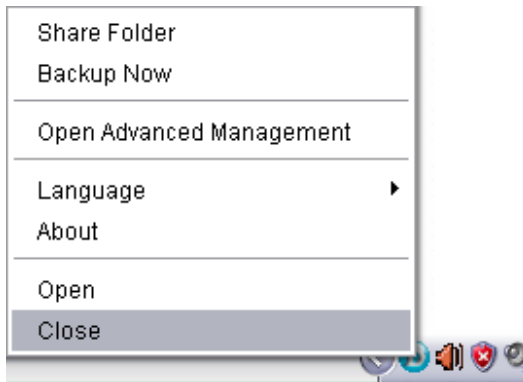 Share Folder
Backup Now
Open Advanced Management
Language
About
Open
Close